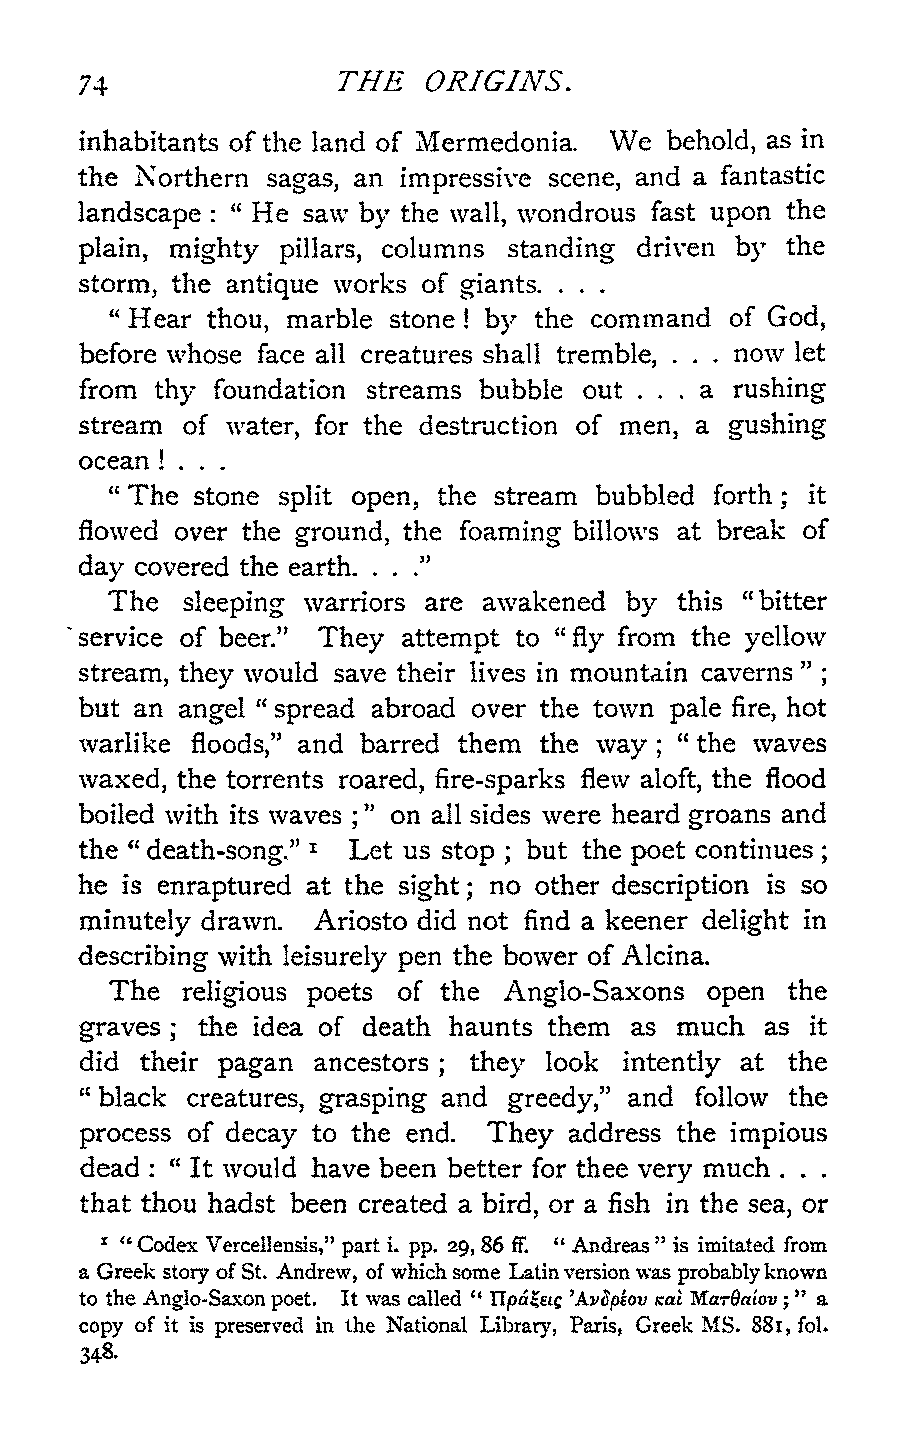 74 THE ORIGINS.
inhabitants of the land of Mermedonia. We behold, as in
the Northern sagas, an impressive scene, and a fantastic
landscape : “ He saw by the wall, wondrous fast upon the
plain, mighty pillars, columns standing driven by the
storm, the antique works of giants. . . .
“ Hear thou, marble stone ! by the command of God,
before whose face all creatures shall tremble, . . . now let
from thy foundation streams bubble out . . . a rushing
stream of water, for the destruction of men, a gushing
ocean ! . . .
“ The stone split open, the stream bubbled forth ; it
flowed over the ground, the foaming billows at break of
day covered the earth. . . .”
The sleeping warriors are awakened by this “bitter
service of beer.” They attempt to “ fly from the yellow
stream, they would save their lives in mountain caverns ” ;
but an angel “ spread abroad over the town pale fire, hot
warlike floods,” and barred them the way ; “ the waves
waxed, the torrents roared, fire-sparks flew aloft, the flood
boiled with its waves ; ” on all sides were heard groans and
the “ death-song.” ¹ Let us stop ; but the poet continues ;
he is enraptured at the sight ; no other description is so
minutely drawn. Ariosto did not find a keener delight in
describing with leisurely pen the bower of Alcina.
The religious poets of the Anglo-Saxons open the
graves ; the idea of death haunts them as much as it
did their pagan ancestors ; they look intently at the
“ black creatures, grasping and greedy,” and follow the
process of decay to the end. They address the impious
dead : “ It would have been better for thee very much . . .
that thou hadst been created a bird, or a fish in the sea, or
¹ “ Codex Vercellensis,” part i. pp. 29, 86 ff. “ Andreas ” is imitated from
a Greek story of St. Andrew, of which some Latin version was probably known
to the Anglo-Saxon poet. It was called “ Πράξεις ’Ανδρέου καὶ Ματθαίου ; ” a
copy of it is preserved in the National Library, Paris, Greek MS. 881, fol.
348.